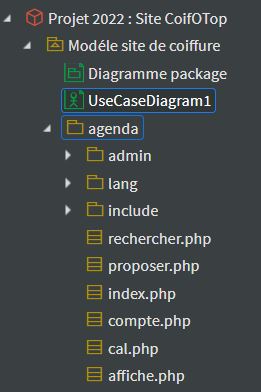 Projet 2022 : Site CoifOTop
Modéle site de coiffure
Diagramme package
UseCaseDiagram1
agenda
admin
lang
include
rechercher.php
proposer.php
index.php
compte.php
cal.php
affiche.php